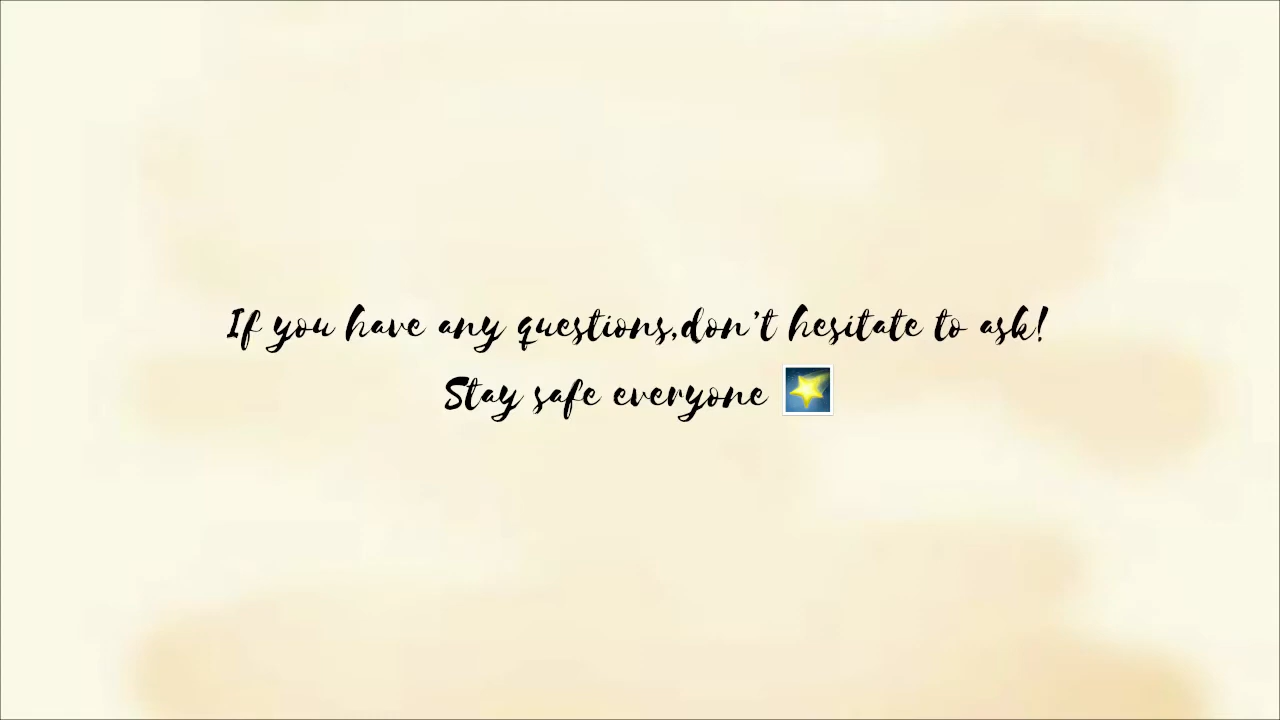 If you have any questions,don't hesitate to ask!
Stay safe everyone 🌠